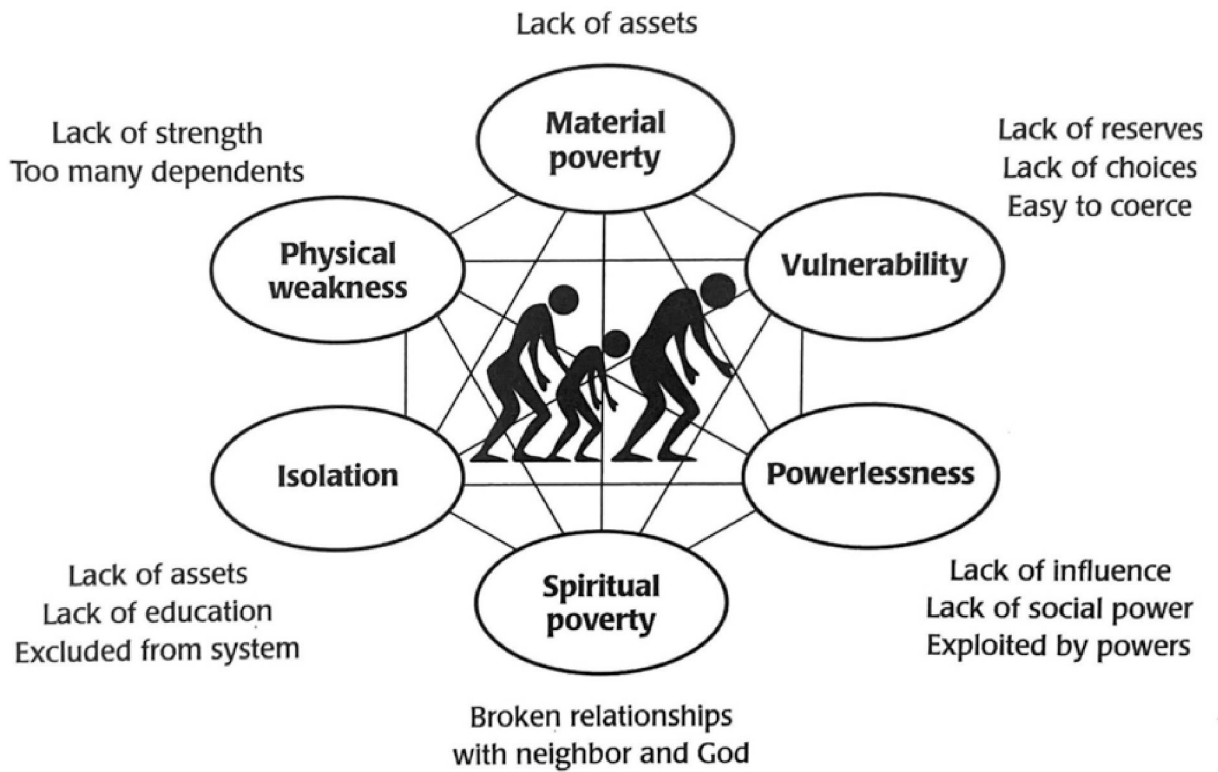 Lack of assets
Material
poverty
Lack of strength
Too many dependents
Physical
weakness
Lack of reserves
Lack of choices
Easy to coerce
Vulnerability
Isolation
Lack of assets
Lack of education
Excluded from system
Powerlessness
Lack of influence
Lack of social power
Exploited by powers
Spiritual
poverty
Broken relationships
with neighbor and God